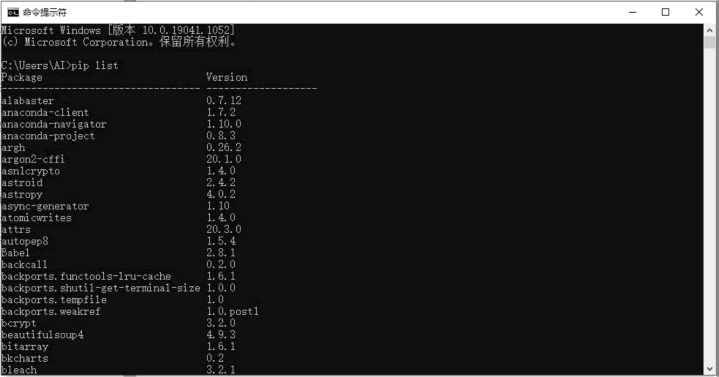 命令提示符
Microsoft Windows [版本 10.0.19041.1052]
(c) Microsoft Corporation。保留所有权利。
C:\Users\AI>pip list
Package Version
--------------------------------- -------------------
alabaster 0.7.12
anaconda-client 1.7.2
anaconda-navigator 1.10.0
anaconda-project 0.8.3
argh 0.26.2
argon2-cffi 20.1.0
asn1crypto 1.4.0
astroid 2.4.2
astropy 4.0.2
async-generator 1.10
atomicwrites 1.4.0
attrs 20.3.0
autopep8 1.5.4
Babel 2.8.1
backcall 0.2.0
backports.functools-lru-cache 1.6.1
backports.shutil-get-terminal-size 1.0.0
backports.tempfile 1.0
backports.weakref 1.0.post1
bcrypt 3.2.0
beautifulsoup4 4.9.3
bitarray 1.6.1
bkcharts 0.2
bleach 3.2.1